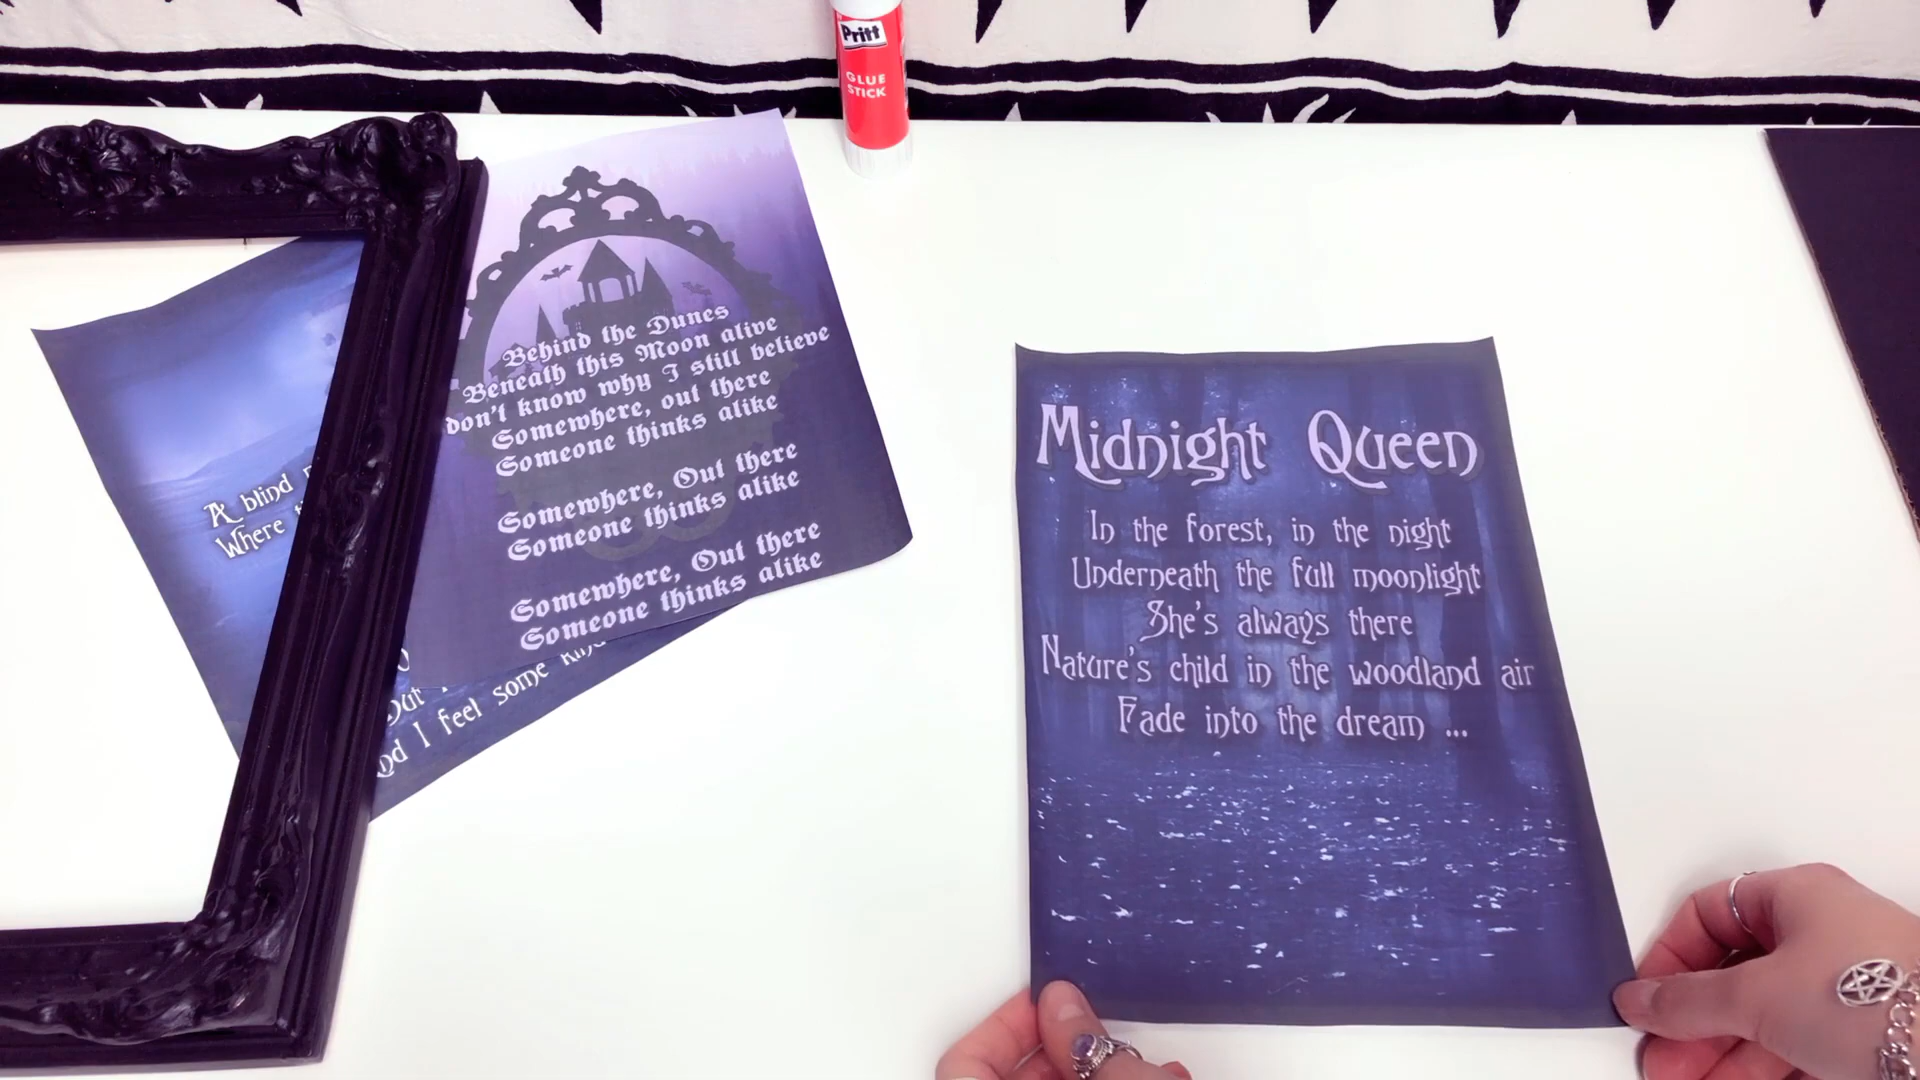 Pritt
GLUE
STICK
Behind the Dunes
Beneath this Moon alive
don't know why I still believe
Somewhere, out there
Someone thinks alike
Somewhere, Out there
Someone thinks alike
Somewhere, Out there
Someone thinks alike
A blind
Where
I feel some
Midnight Queen
In the forest, in the night
Underneath the full moonlight
She's always there
Nature's child in the woodland air
Fade into the dream ...